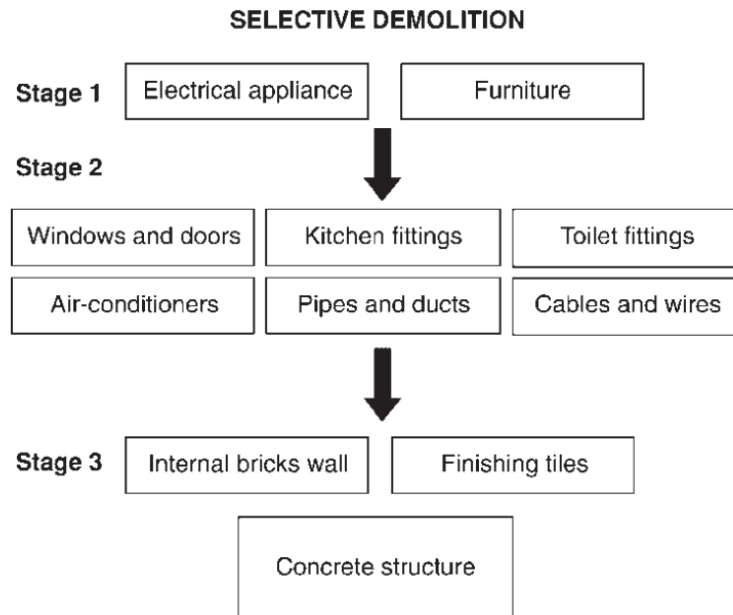 SELECTIVE DEMOLITION
Stage 1
Electrical appliance
Furniture
Stage 2
Windows and doors
Kitchen fittings
Toilet fittings
Air-conditioners
Pipes and ducts
Cables and wires
Stage 3
Internal bricks wall
Finishing tiles
Concrete structure